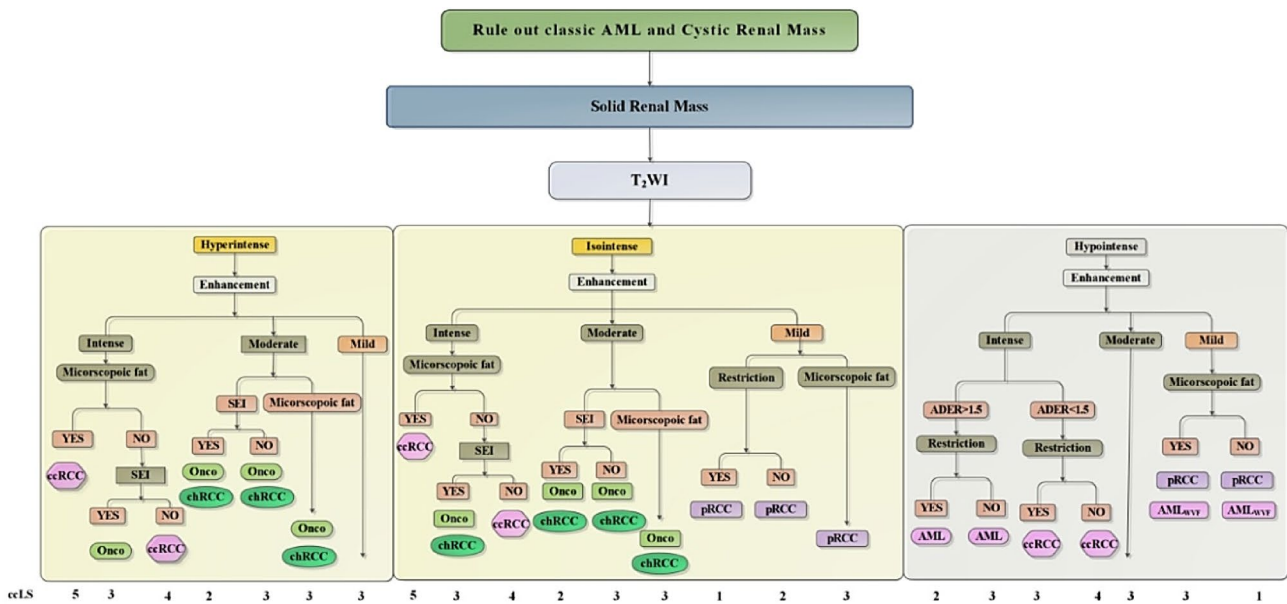 Rule out classic AML and Cystic Renal Mass
Solid Renal Mass
T₂WI
Hyperintense
Enhancement
Intense
Moderate
Mild
Micorscopoic fat
SEI
Micorscopoic fat
YES
NO
YES
NO
ccRCC
SEI
Onco
Onco
chRCC
chRCC
YES
NO
Onco
Onco
ccRCC
chRCC
Isointense
Enhancement
Intense
Moderate
Mild
Micorscopoic fat
Restriction
Micorscopoic fat
YES
NO
SEI
Micorscopoic fat
ccRCC
SEI
YES
NO
YES
NO
YES
NO
Onco
Onco
pRCC
pRCC
Onco
ccRCC
chRCC
chRCC
chRCC
Onco
pRCC
chRCC
Hypointense
Enhancement
Intense
Moderate
Mild
Micorscopoic fat
ADER>1.5
ADER<1.5
Restriction
Restriction
YES
NO
pRCC
pRCC
YES
NO
YES
NO
AMLWVF
AMLWVF
AML
AML
ccRCC
ccRCC
ccLS 5 3 4 2 3 3 3 5 3 4 2 3 3 1 2 3 2 3 3 4 3 3 1